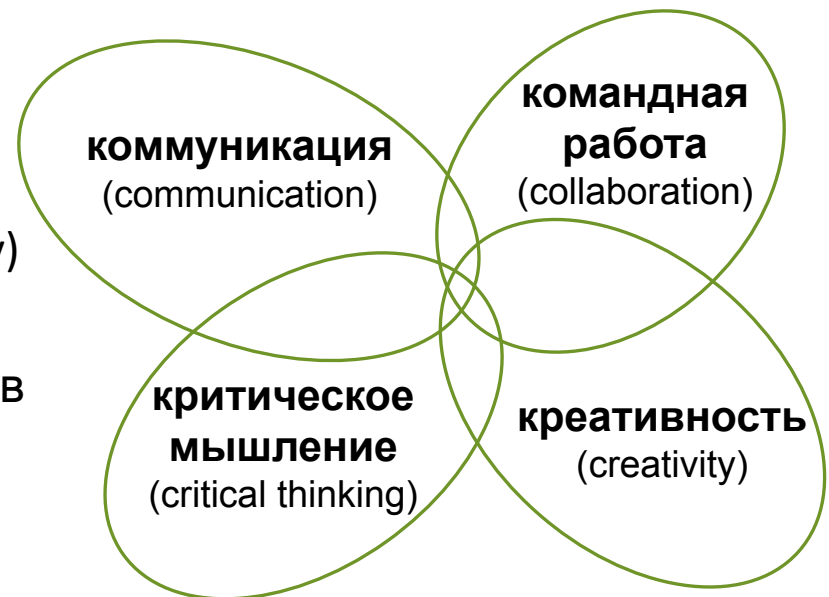 коммуникация
(communication)
командная
работа
(collaboration)
)
в
критическое
мышление
(critical thinking)
креативность
(creativity)